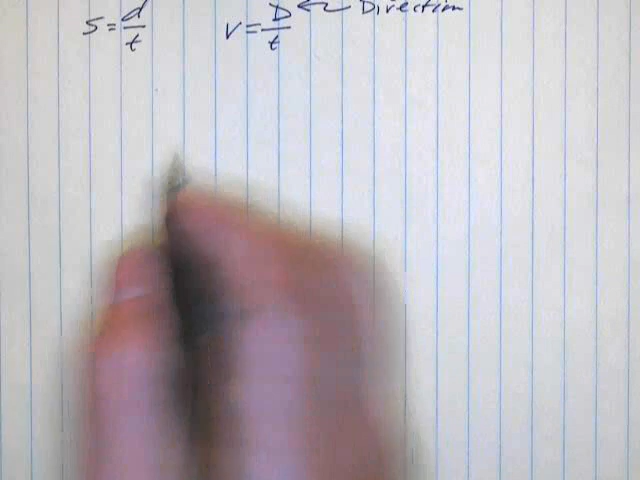 s = d/t
v = D/t ← Direction